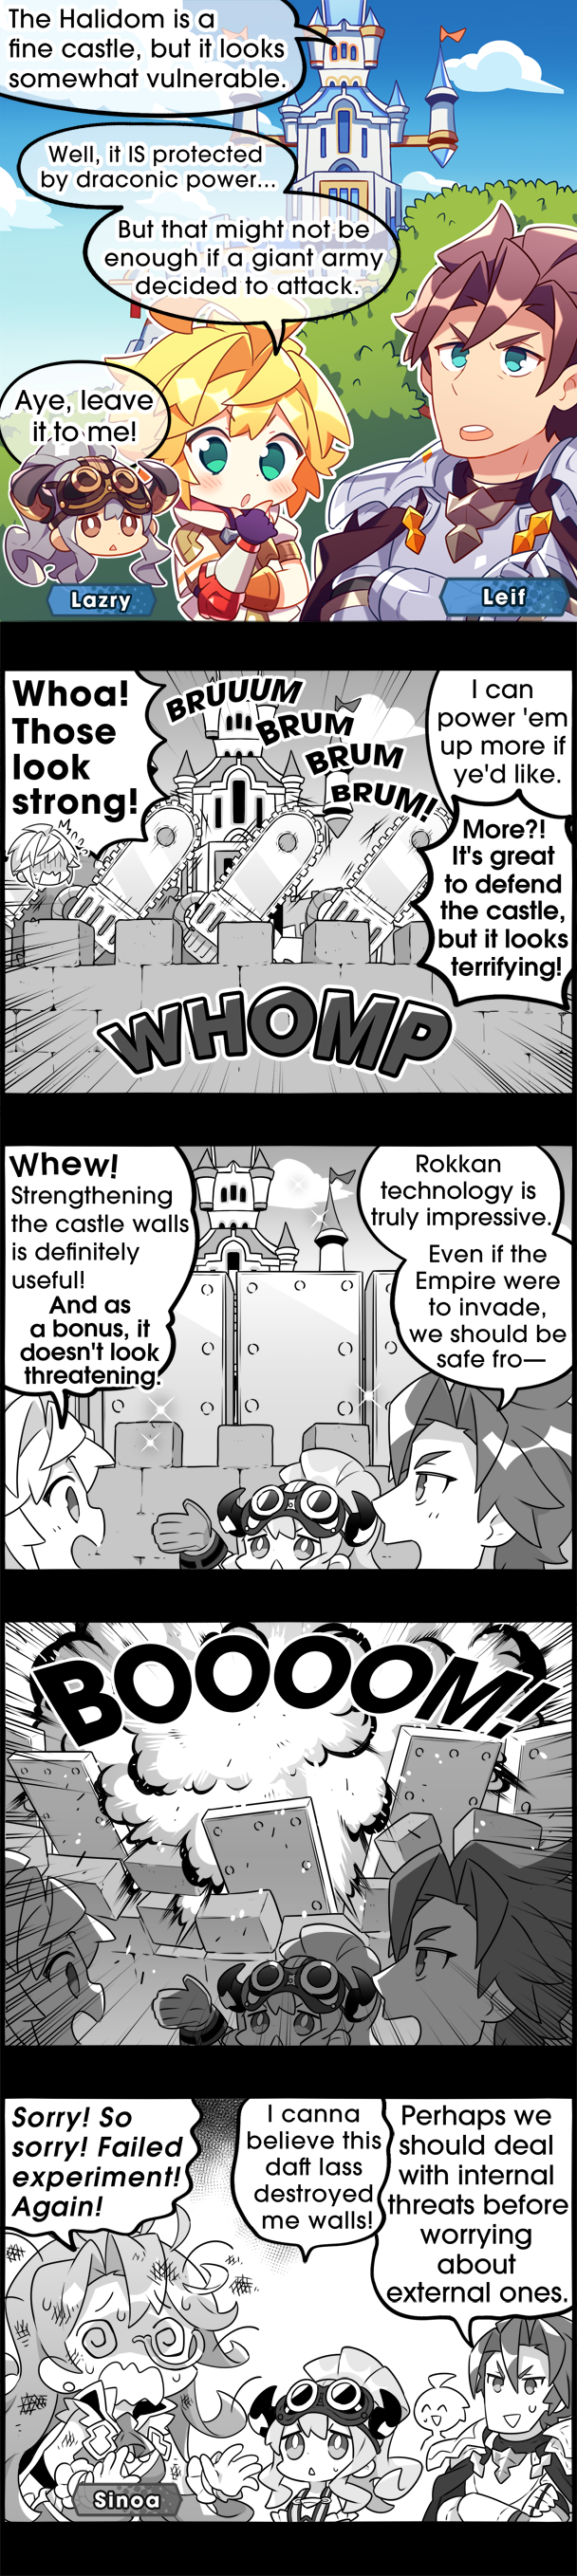 The Halidom is a
fine castle, but it looks
somewhat vulnerable.
Well, it IS protected
by draconic power...
But that might not be
enough if a giant army
decided to attack.
Aye, leave
it to me!
Lazry
Leif
Whoa!
Those
look
strong!
BRUUUM
BRUM
BRUM
BRUM!
I can
power 'em
up more if
ye'd like.
More?!
It's great
to defend
the castle,
but it looks
terrifying!
WHOMP
Whew!
Strengthening
the castle walls
is definitely
useful!
And as
a bonus, it
doesn't look
threatening.
Rokkan
technology is
truly impressive.
Even if the
Empire were
to invade,
we should be
safe fro—
BOOOOM!
Sorry! So
sorry! Failed
experiment!
Again!
I canna
believe this
daft lass
destroyed
me walls!
Perhaps we
should deal
with internal
threats before
worrying
about
external ones.
Sinoa